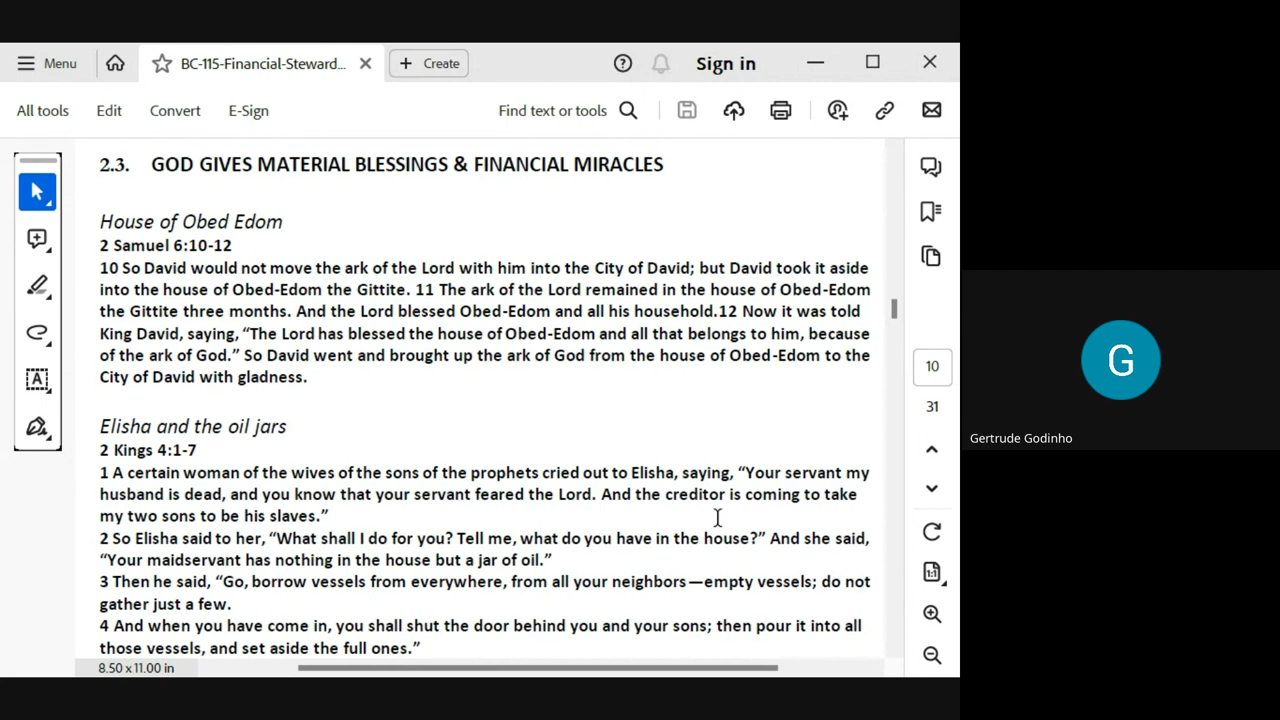 Menu
BC-115-Financial-Steward...
Create
Sign in
All tools
Edit
Convert
E-Sign
Find text or tools
2.3. GOD GIVES MATERIAL BLESSINGS & FINANCIAL MIRACLES
House of Obed Edom
2 Samuel 6:10-12
10 So David would not move the ark of the Lord with him into the City of David; but David took it aside
into the house of Obed-Edom the Gittite. 11 The ark of the Lord remained in the house of Obed-Edom
the Gittite three months. And the Lord blessed Obed-Edom and all his household.12 Now it was told
King David, saying, “The Lord has blessed the house of Obed-Edom and all that belongs to him, because
of the ark of God.” So David went and brought up the ark of God from the house of Obed-Edom to the
City of David with gladness.
Elisha and the oil jars
2 Kings 4:1-7
1 A certain woman of the wives of the sons of the prophets cried out to Elisha, saying, “Your servant my
husband is dead, and you know that your servant feared the Lord. And the creditor is coming to take
my two sons to be his slaves.”
2 So Elisha said to her, “What shall I do for you? Tell me, what do you have in the house?” And she said,
“Your maidservant has nothing in the house but a jar of oil.”
3 Then he said, “Go, borrow vessels from everywhere, from all your neighbors—empty vessels; do not
gather just a few.
4 And when you have come in, you shall shut the door behind you and your sons; then pour it into all
those vessels, and set aside the full ones.”
8.50 x 11.00 in
10
31
1:1
G
Gertrude Godinho